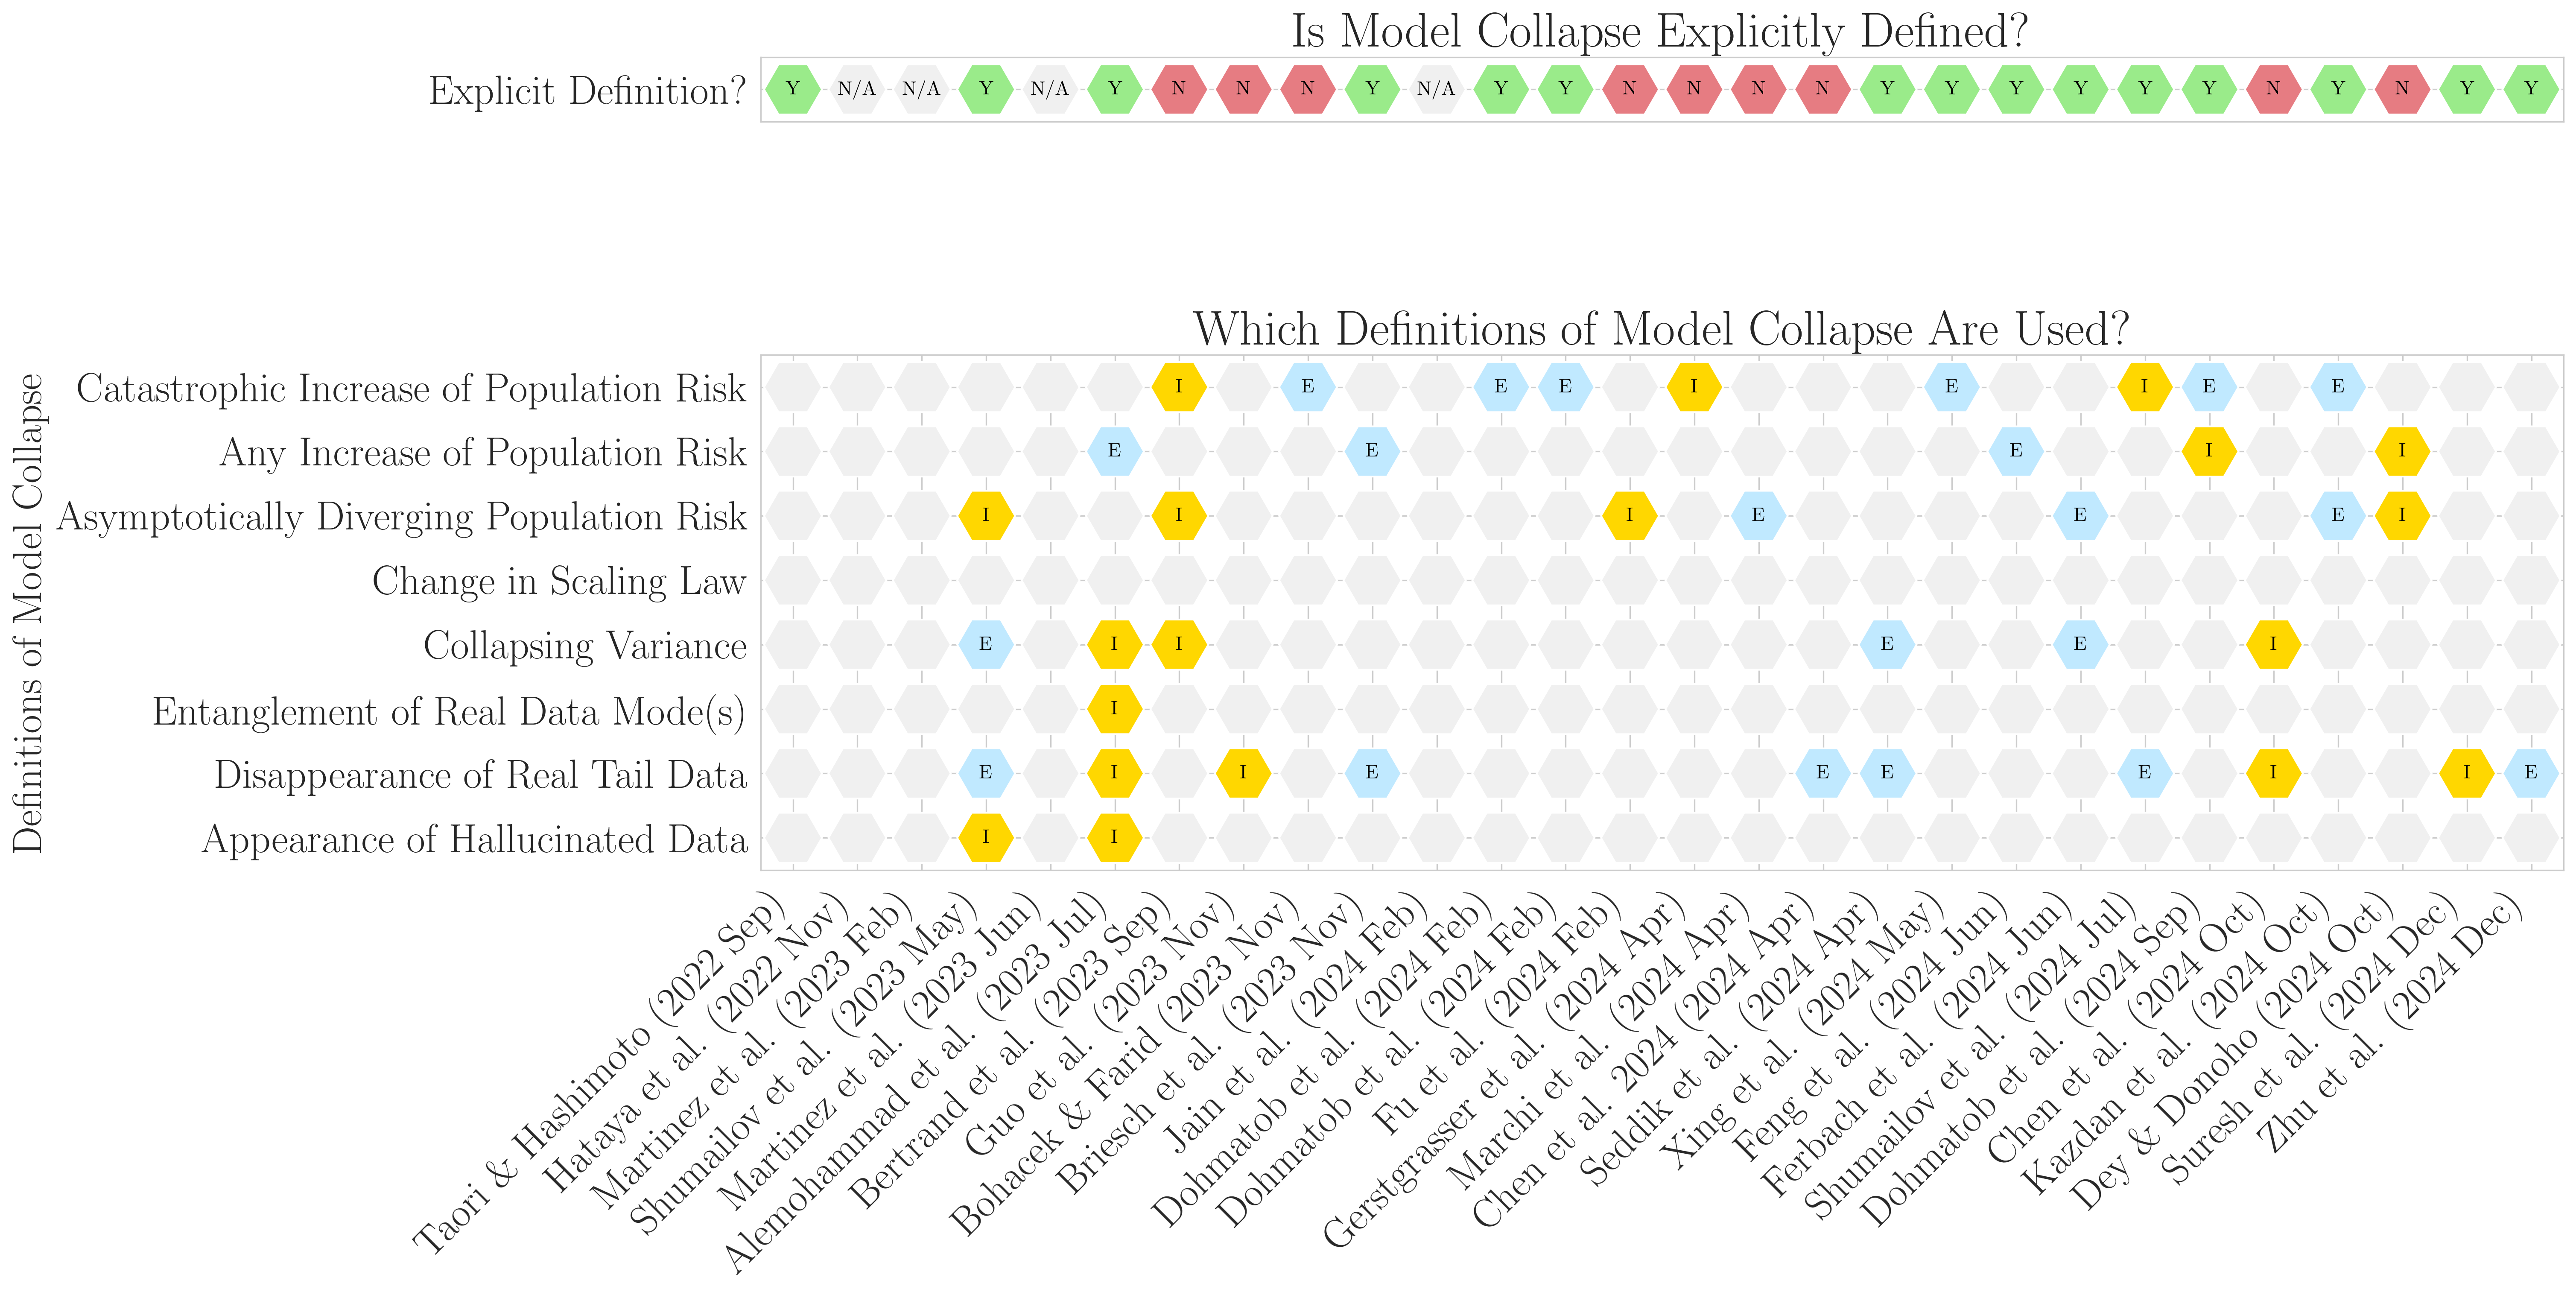 Is Model Collapse Explicitly Defined?
Explicit Definition? Y N/A N/A Y N/A Y N N N Y N/A Y Y N N N N Y Y Y Y Y Y N Y N Y Y
Which Definitions of Model Collapse Are Used?
Definitions of Model Collapse
Catastrophic Increase of Population Risk I E E E I E I E E
Any Increase of Population Risk E E E I I
Asymptotically Diverging Population Risk I I I E E E I
Change in Scaling Law
Collapsing Variance E I I E E I
Entanglement of Real Data Mode(s) I
Disappearance of Real Tail Data E I I E E E E I I E
Appearance of Hallucinated Data I I
Taori & Hashimoto (2022 Sep)
Hataya et al. (2022 Nov)
Martinez et al. (2023 Feb)
Shumailov et al. (2023 May)
Martinez et al. (2023 Jun)
Alemohammad et al. (2023 Jul)
Bertrand et al. (2023 Sep)
Guo et al. (2023 Nov)
Bohacek & Farid (2023 Nov)
Briesch et al. (2023 Nov)
Jain et al. (2024 Feb)
Dohmatob et al. (2024 Feb)
Dohmatob et al. (2024 Feb)
Fu et al. (2024 Feb)
Gerstgrasser et al. (2024 Apr)
Marchi et al. (2024 Apr)
Chen et al. 2024 (2024 Apr)
Seddik et al. (2024 Apr)
Xing et al. (2024 May)
Feng et al. (2024 Jun)
Ferbach et al. (2024 Jun)
Shumailov et al. (2024 Jul)
Dohmatob et al. (2024 Sep)
Chen et al. (2024 Oct)
Kazdan et al. (2024 Oct)
Dey & Donoho (2024 Oct)
Suresh et al. (2024 Dec)
Zhu et al. (2024 Dec)